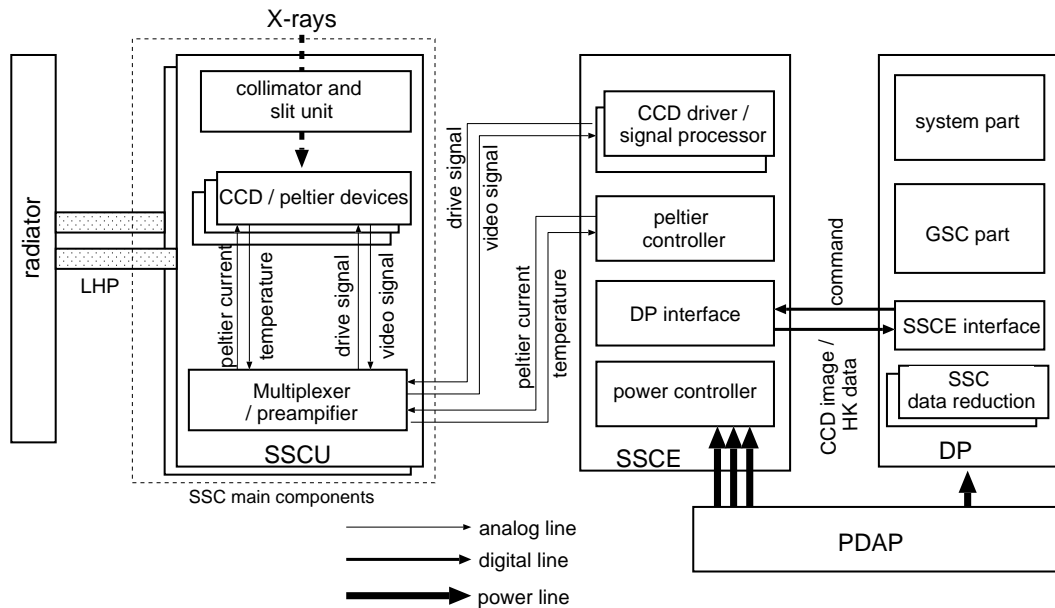 X-rays
radiator
LHP
collimator and
slit unit
CCD / peltier devices
peltier current
temperature
drive signal
video signal
Multiplexer
/ preampifier
SSCU
SSC main components
drive signal
video signal
peltier current
temperature
CCD driver /
signal processor
peltier
controller
DP interface
power controller
SSCE
command
CCD image /
HK data
system part
GSC part
SSCE interface
SSC
data reduction
DP
PDAP
analog line
digital line
power line